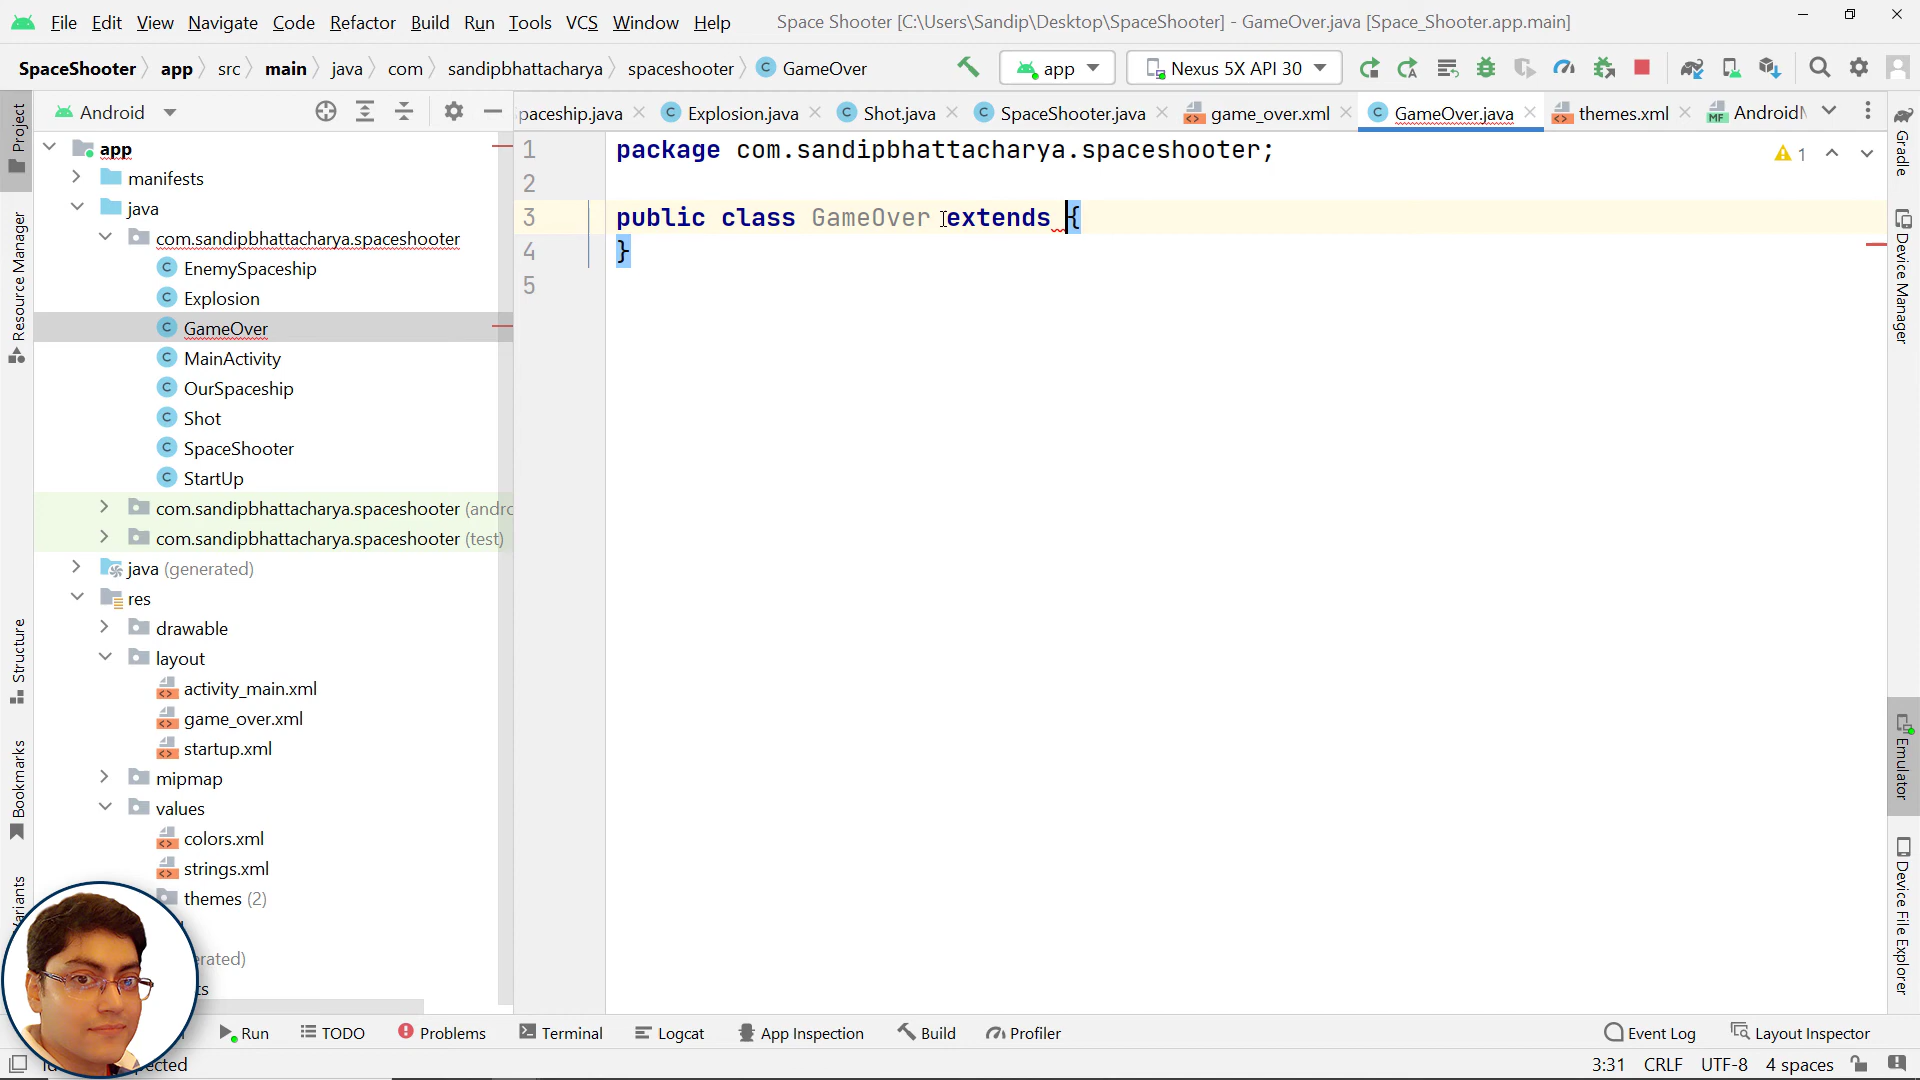 File Edit View Navigate Code Refactor Build Run Tools VCS Window Help Space Shooter [C:\Users\Sandip\Desktop\SpaceShooter] - GameOver.java [Space_Shooter.app.main]
SpaceShooter app src main java com sandipbhattacharya spaceshooter GameOver app Nexus 5X API 30
Android paceship.java Explosion.java Shot.java SpaceShooter.java game_over.xml GameOver.java themes.xml Android
Project
Resource Manager
Structure
Bookmarks
app
manifests
java
com.sandipbhattacharya.spaceshooter
EnemySpaceship
Explosion
GameOver
MainActivity
OurSpaceship
Shot
SpaceShooter
StartUp
com.sandipbhattacharya.spaceshooter (andro
com.sandipbhattacharya.spaceshooter (test)
java (generated)
res
drawable
layout
activity_main.xml
game_over.xml
startup.xml
mipmap
values
colors.xml
strings.xml
themes (2)
erated)
ts
1 package com.sandipbhattacharya.spaceshooter;
2
3 public class GameOver extends {
4 }
5
1
Gradle
Device Manager
Emulator
Device File Explorer
Run TODO Problems Terminal Logcat App Inspection Build Profiler Event Log Layout Inspector
pected 3:31 CRLF UTF-8 4 spaces